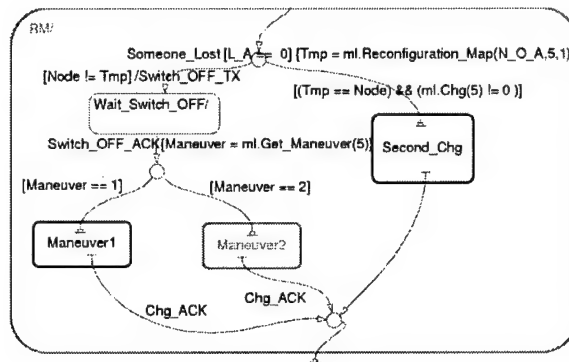 RM/
Someone_Lost [L_A == 0] {Tmp = ml.Reconfiguration_Map(N_O_A,5,1)
[Node != Tmp] /Switch_OFF_TX
[(Tmp == Node) && (ml.Chg(5) != 0 )]
Wait_Switch_OFF/
Switch_OFF_ACK{Maneuver = ml.Get_Maneuver(5)}
Second_Chg
[Maneuver == 1]
[Maneuver == 2]
Maneuver1
Maneuver2
Chg_ACK
Chg_ACK